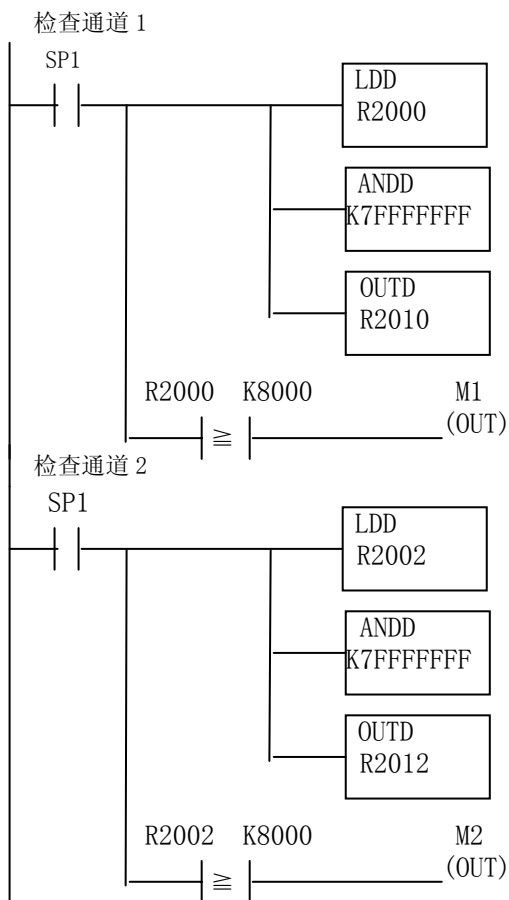 检查通道 1
SP1
LDD
R2000
ANDD
K7FFFFFFF
OUTD
R2010
R2000 K8000 M1
≧ (OUT)
检查通道 2
SP1
LDD
R2002
ANDD
K7FFFFFFF
OUTD
R2012
R2002 K8000 M2
≧ (OUT)